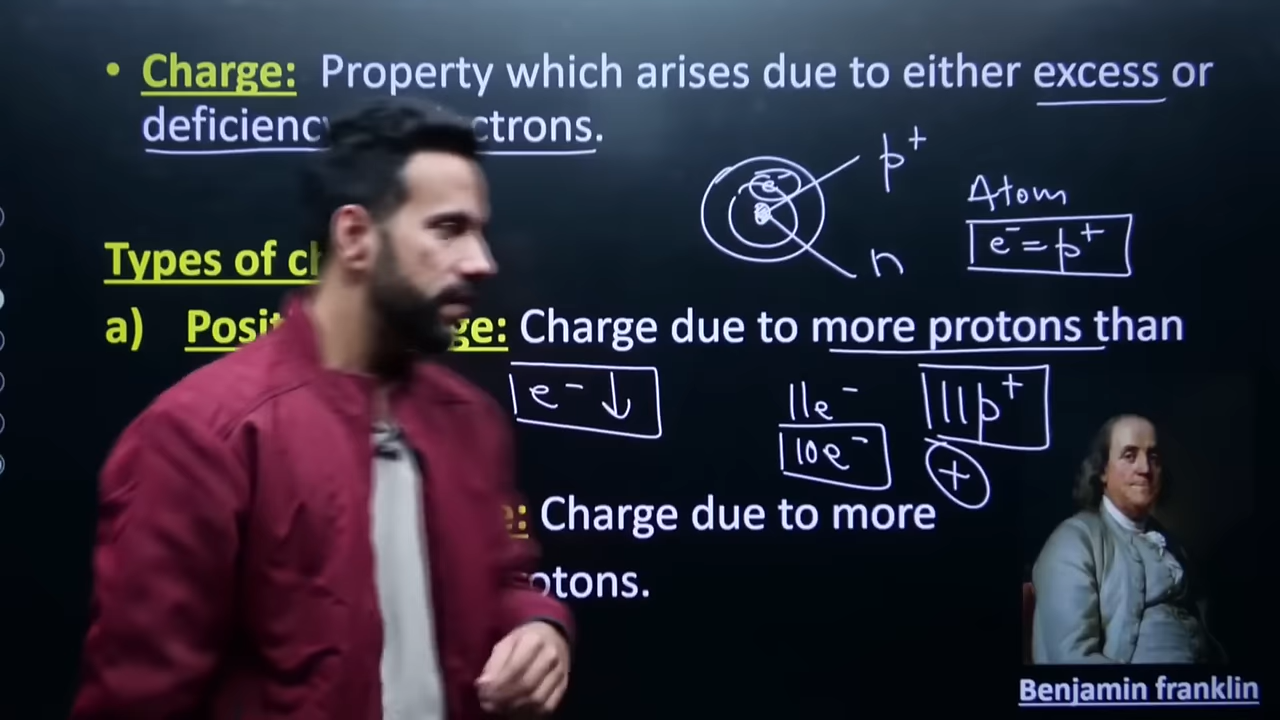 • Charge: Property which arises due to either excess or
deficienc ctrons.
p+
e-
n
Atom
e- = p+
Types of ch
a) Posit ge: Charge due to more protons than
e- ↓
11e-
11p+
10e-
+
e: Charge due to more
otons.
Benjamin franklin